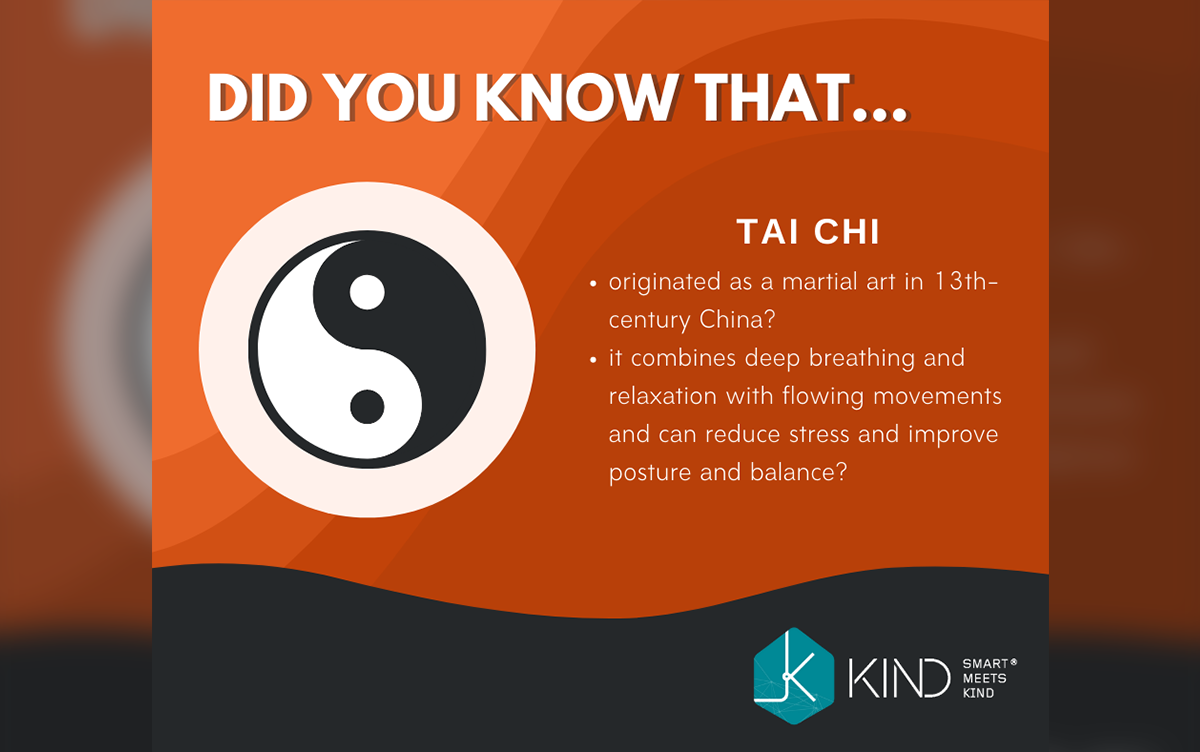 DID YOU KNOW THAT...
TAI CHI
• originated as a martial art in 13th-
century China?
• it combines deep breathing and
relaxation with flowing movements
and can reduce stress and improve
posture and balance?
KIND
SMART®
MEETS
KIND